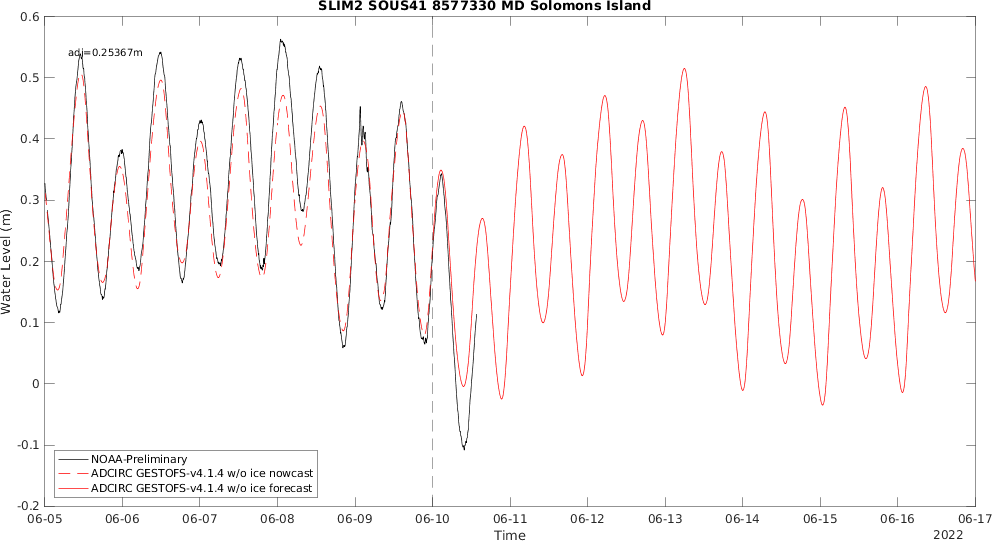 SLIM2 SOUS41 8577330 MD Solomons Island
adj=0.25367m
Water Level (m)
0.6
0.5
0.4
0.3
0.2
0.1
0
-0.1
-0.2
NOAA-Preliminary
ADCIRC GESTOFS-v4.1.4 w/o ice nowcast
ADCIRC GESTOFS-v4.1.4 w/o ice forecast
06-05 06-06 06-07 06-08 06-09 06-10 06-11 06-12 06-13 06-14 06-15 06-16 06-17
Time
2022